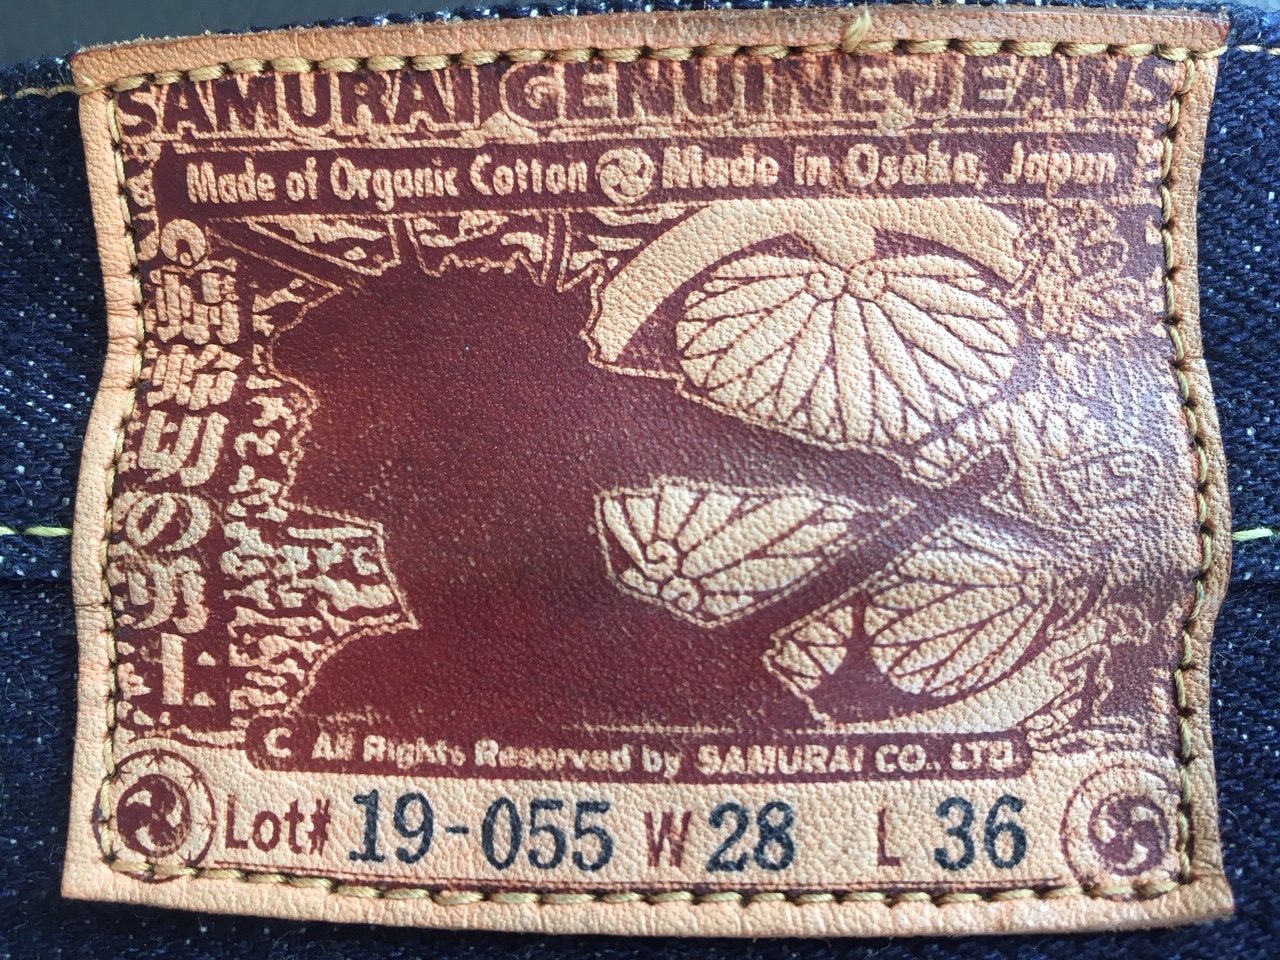 SAMURAI GENUINE JEANS
Made of Organic Cotton Made in Osaka, Japan
C All Rights Reserved by SAMURAI CO., LTD.
Lot# 19-055 W 28 L 36